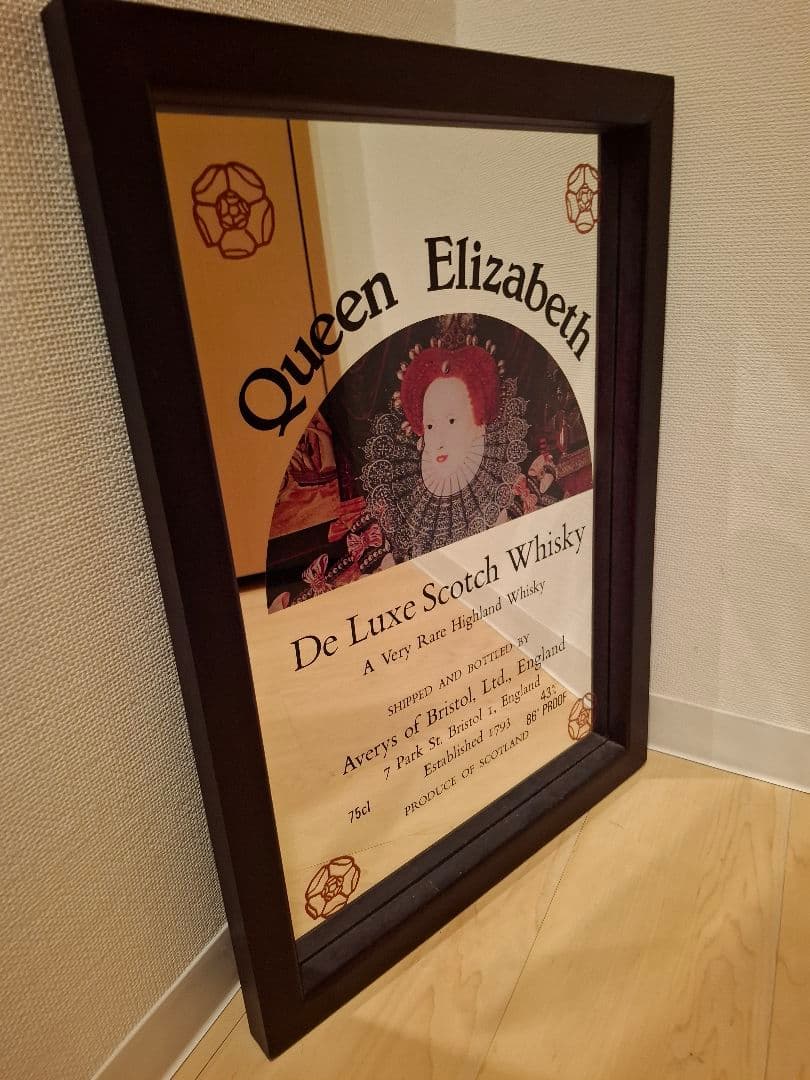 Queen Elizabeth
De Luxe Scotch Whisky
A Very Rare Highland Whisky
SHIPPED AND BOTTLED BY
Averys of Bristol, Ltd., England
7 Park St. Bristol 1, England
Established 1793
43%
86° PROOF
75cl
PRODUCE OF SCOTLAND